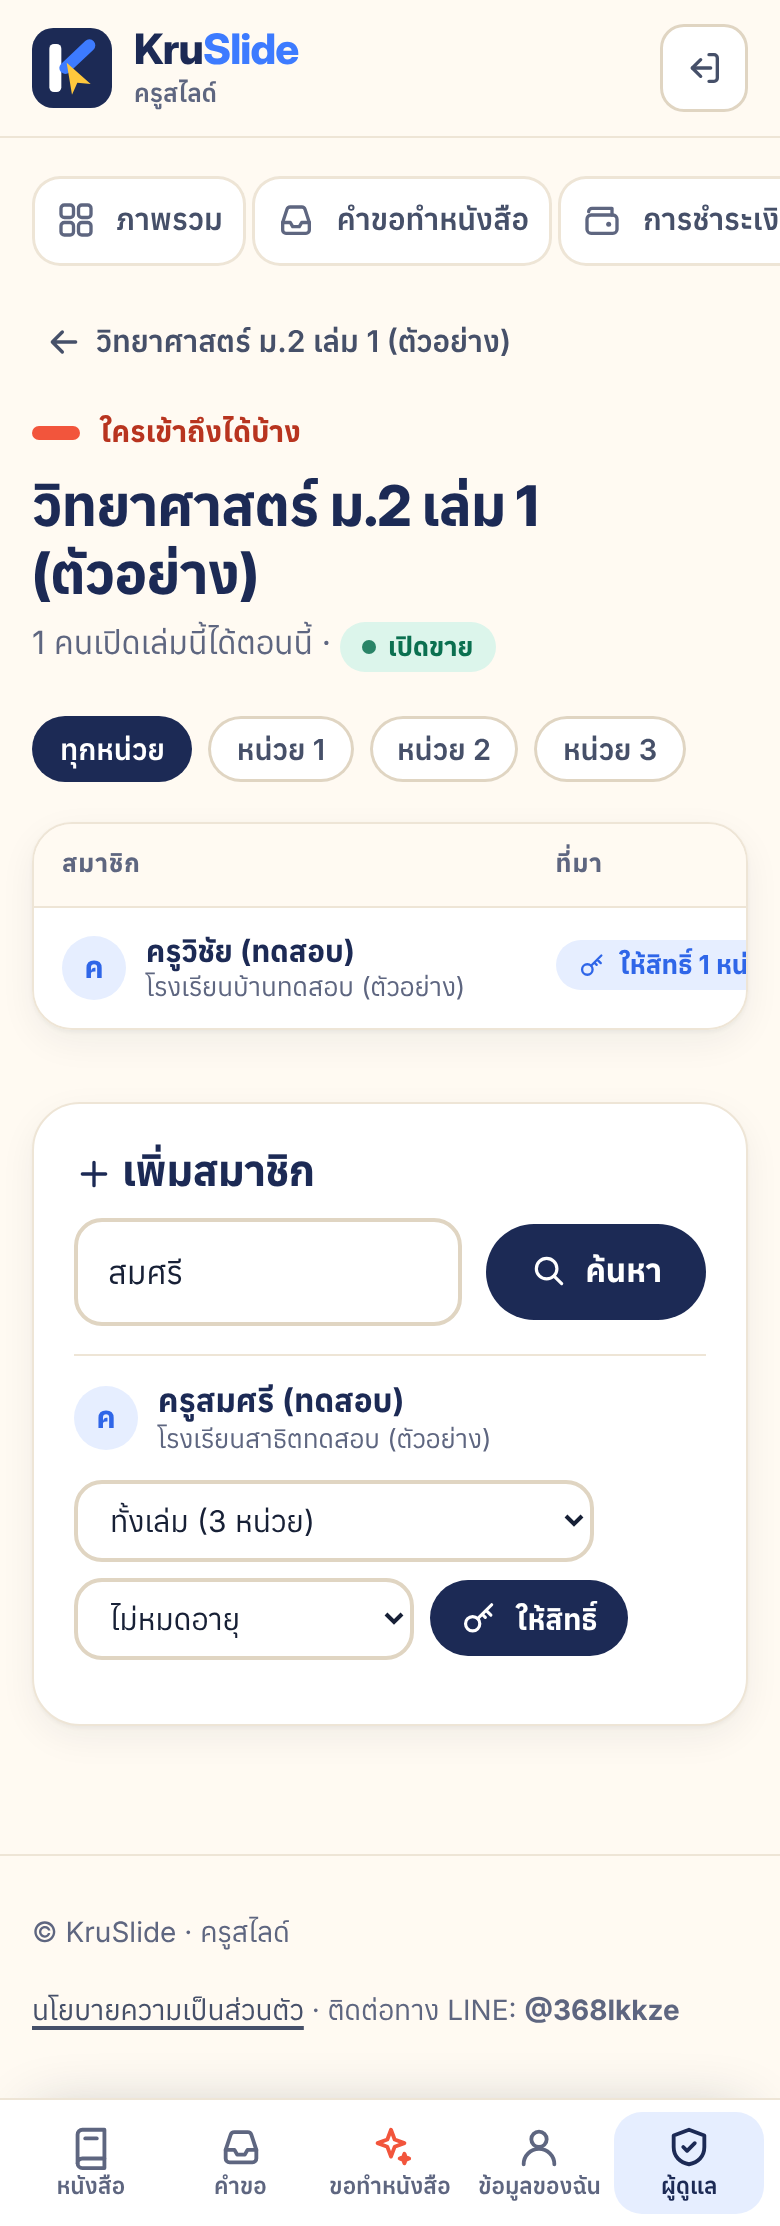 KruSlide
ครูสไลด์
ภาพรวม
คำขอทำหนังสือ
การชำระเงิ
วิทยาศาสตร์ ม.2 เล่ม 1 (ตัวอย่าง)
ใครเข้าถึงได้บ้าง
วิทยาศาสตร์ ม.2 เล่ม 1
(ตัวอย่าง)
1 คนเปิดเล่มนี้ได้ตอนนี้ · เปิดขาย
ทุกหน่วย
หน่วย 1
หน่วย 2
หน่วย 3
สมาชิก
ที่มา
ค
ครูวิชัย (ทดสอบ)
โรงเรียนบ้านทดสอบ (ตัวอย่าง)
ให้สิทธิ์ 1 หน่
เพิ่มสมาชิก
สมศรี
ค้นหา
ค
ครูสมศรี (ทดสอบ)
โรงเรียนสาธิตทดสอบ (ตัวอย่าง)
ทั้งเล่ม (3 หน่วย)
ไม่หมดอายุ
ให้สิทธิ์
© KruSlide · ครูสไลด์
นโยบายความเป็นส่วนตัว · ติดต่อทาง LINE: @368lkkze
หนังสือ
คำขอ
ขอทำหนังสือ
ข้อมูลของฉัน
ผู้ดูแล